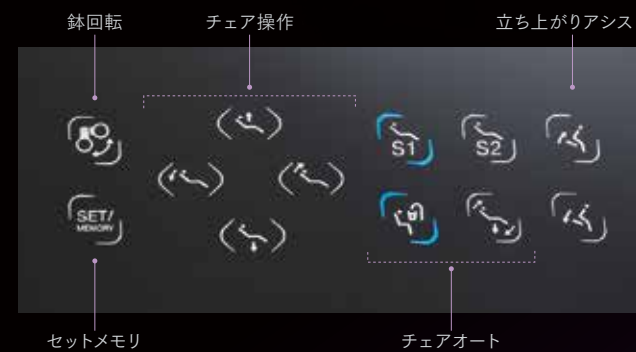 鉢回転
チェア操作
立ち上がりアシス
S1
S2
SET/
MEMORY
セットメモリ
チェアオート